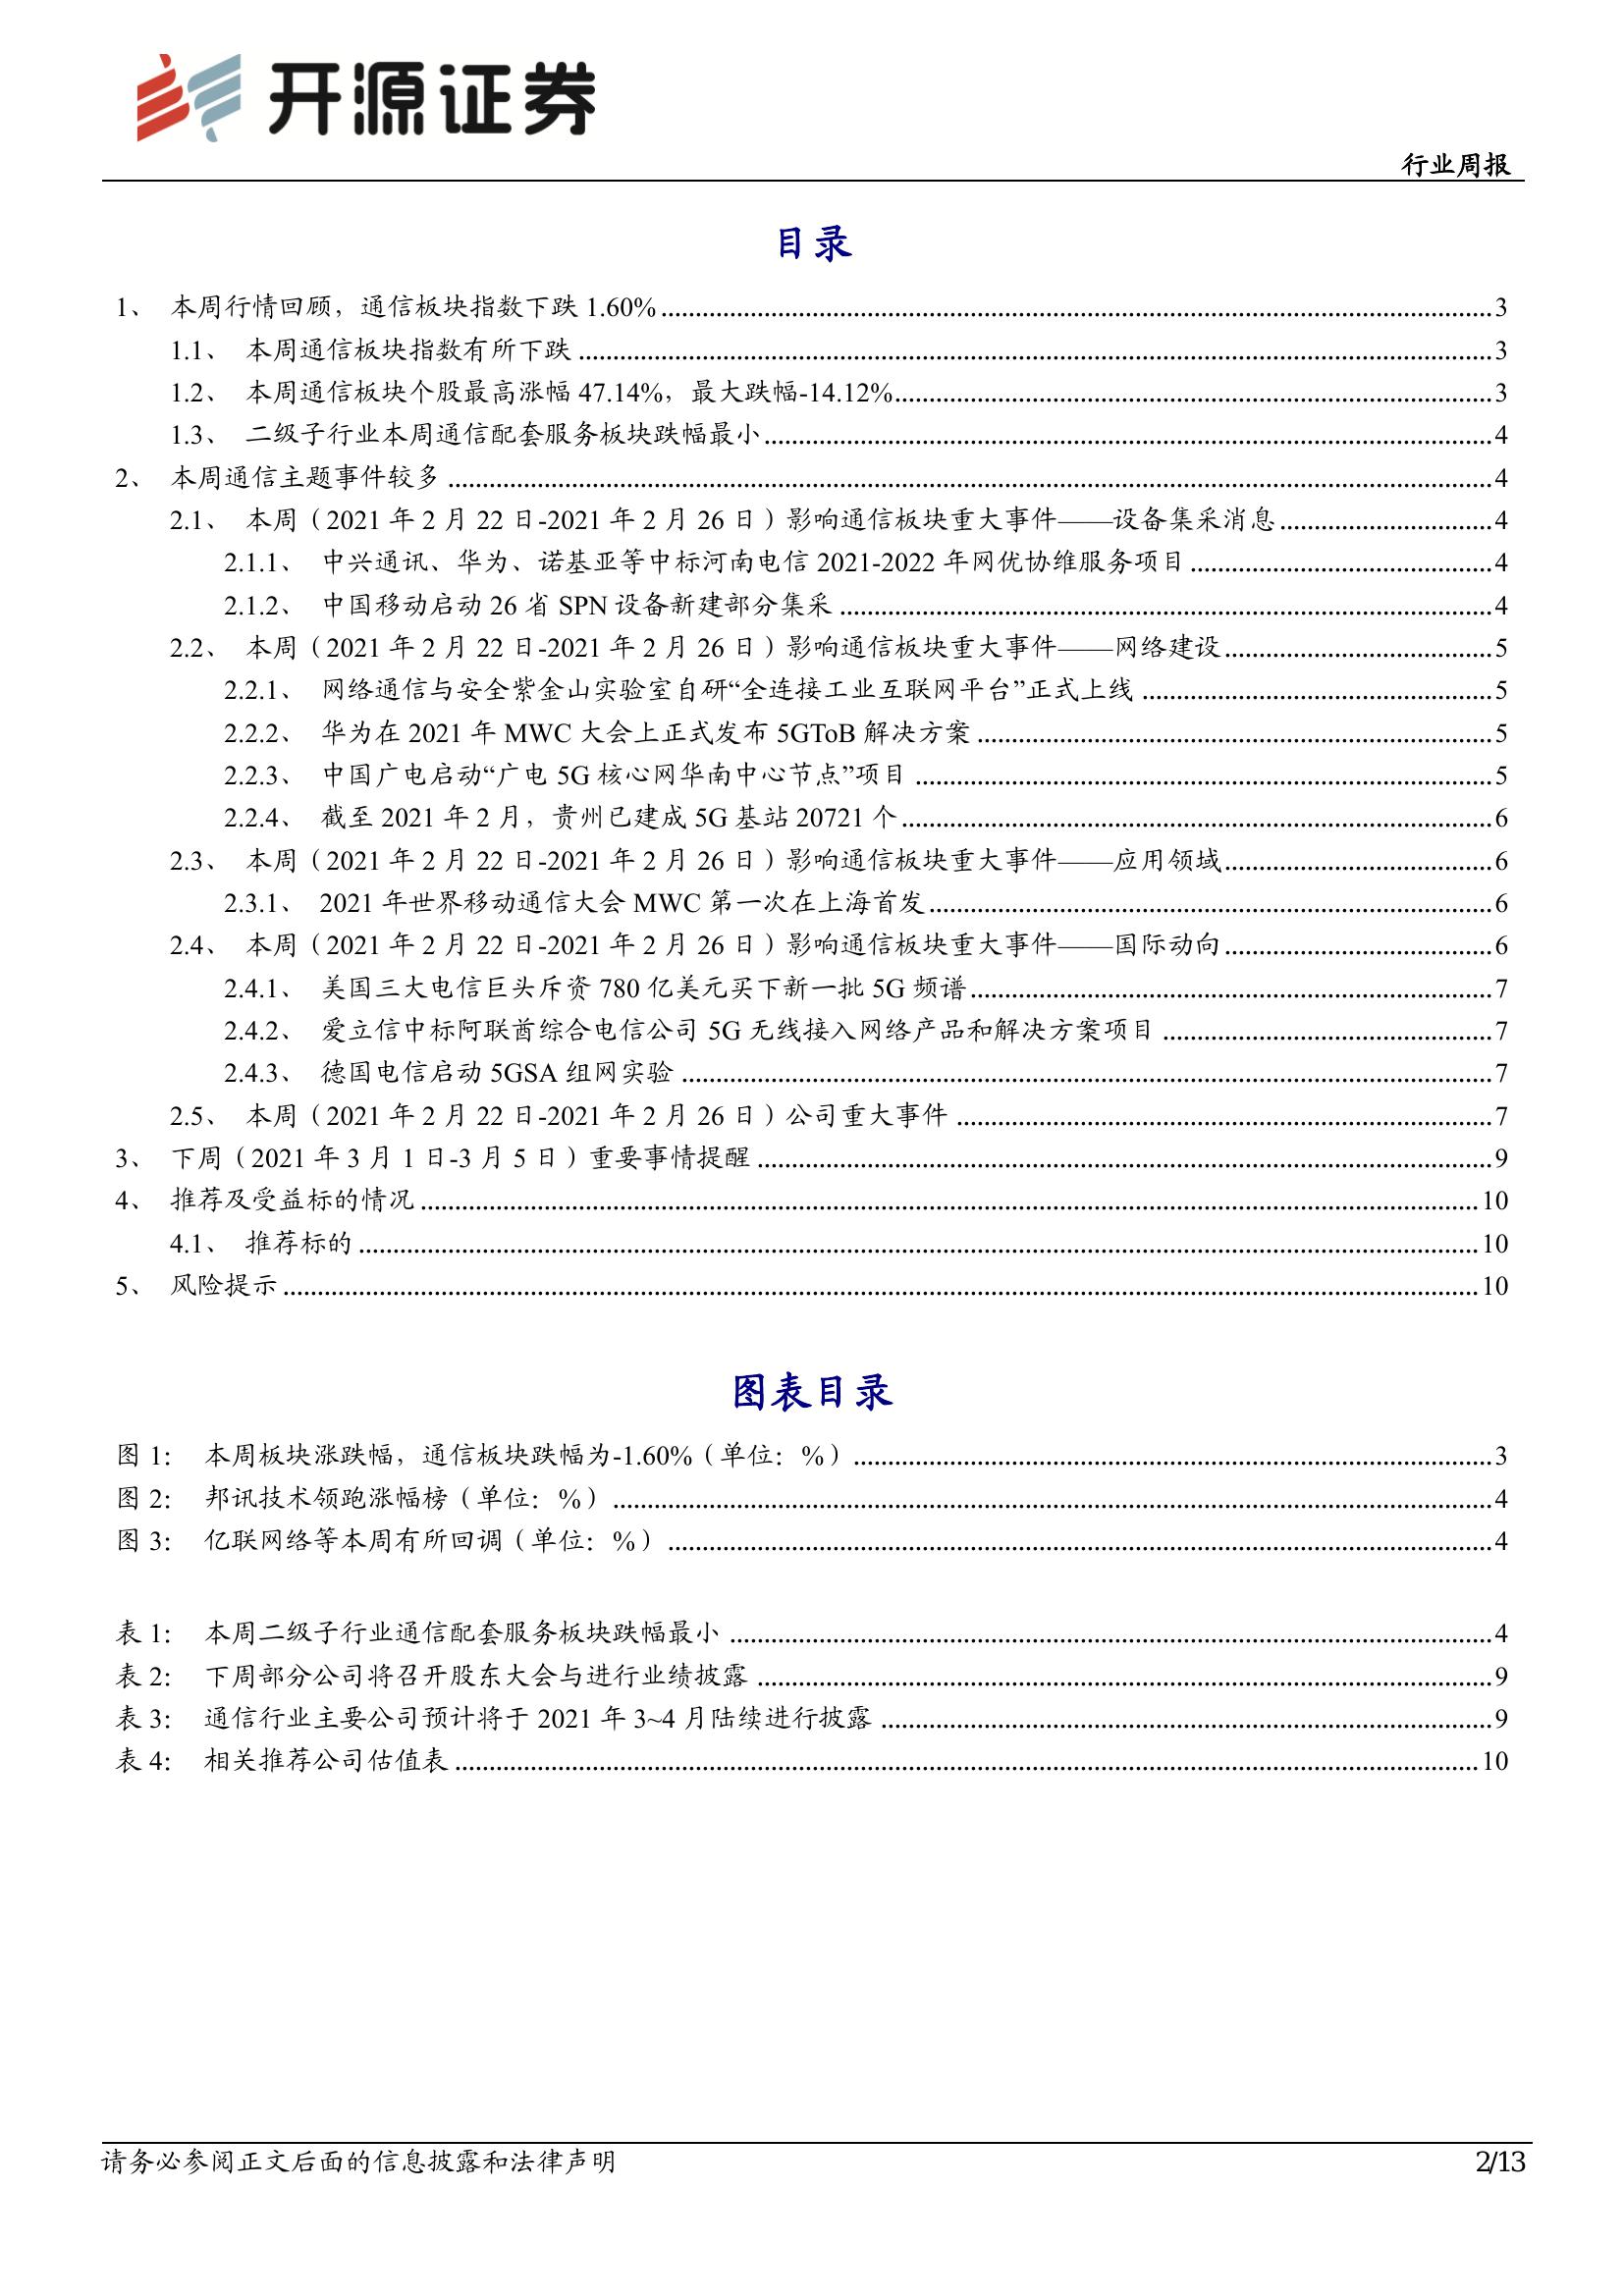 开源证券
行业周报
目录
1、 本周行情回顾，通信板块指数下跌 1.60% 3
1.1、 本周通信板块指数有所下跌 3
1.2、 本周通信板块个股最高涨幅 47.14%，最大跌幅-14.12% 3
1.3、 二级子行业本周通信配套服务板块跌幅最小 4
2、 本周通信主题事件较多 4
2.1、 本周（2021 年 2 月 22 日-2021 年 2 月 26 日）影响通信板块重大事件——设备集采消息 4
2.1.1、 中兴通讯、华为、诺基亚等中标河南电信 2021-2022 年网优协维服务项目 4
2.1.2、 中国移动启动 26 省 SPN 设备新建部分集采 4
2.2、 本周（2021 年 2 月 22 日-2021 年 2 月 26 日）影响通信板块重大事件——网络建设 5
2.2.1、 网络通信与安全紫金山实验室自研“全连接工业互联网平台”正式上线 5
2.2.2、 华为在 2021 年 MWC 大会上正式发布 5GToB 解决方案 5
2.2.3、 中国广电启动“广电 5G 核心网华南中心节点”项目 5
2.2.4、 截至 2021 年 2 月，贵州已建成 5G 基站 20721 个 6
2.3、 本周（2021 年 2 月 22 日-2021 年 2 月 26 日）影响通信板块重大事件——应用领域 6
2.3.1、 2021 年世界移动通信大会 MWC 第一次在上海首发 6
2.4、 本周（2021 年 2 月 22 日-2021 年 2 月 26 日）影响通信板块重大事件——国际动向 6
2.4.1、 美国三大电信巨头斥资 780 亿美元买下新一批 5G 频谱 7
2.4.2、 爱立信中标阿联酋综合电信公司 5G 无线接入网络产品和解决方案项目 7
2.4.3、 德国电信启动 5GSA 组网实验 7
2.5、 本周（2021 年 2 月 22 日-2021 年 2 月 26 日）公司重大事件 7
3、 下周（2021 年 3 月 1 日-3 月 5 日）重要事情提醒 9
4、 推荐及受益标的情况 10
4.1、 推荐标的 10
5、 风险提示 10
图表目录
图 1： 本周板块涨跌幅，通信板块跌幅为-1.60%（单位：%） 3
图 2： 邦讯技术领跑涨幅榜（单位：%） 4
图 3： 亿联网络等本周有所回调（单位：%） 4
表 1： 本周二级子行业通信配套服务板块跌幅最小 4
表 2： 下周部分公司将召开股东大会与进行业绩披露 9
表 3： 通信行业主要公司预计将于 2021 年 3~4 月陆续进行披露 9
表 4： 相关推荐公司估值表 10
请务必参阅正文后面的信息披露和法律声明
2/13